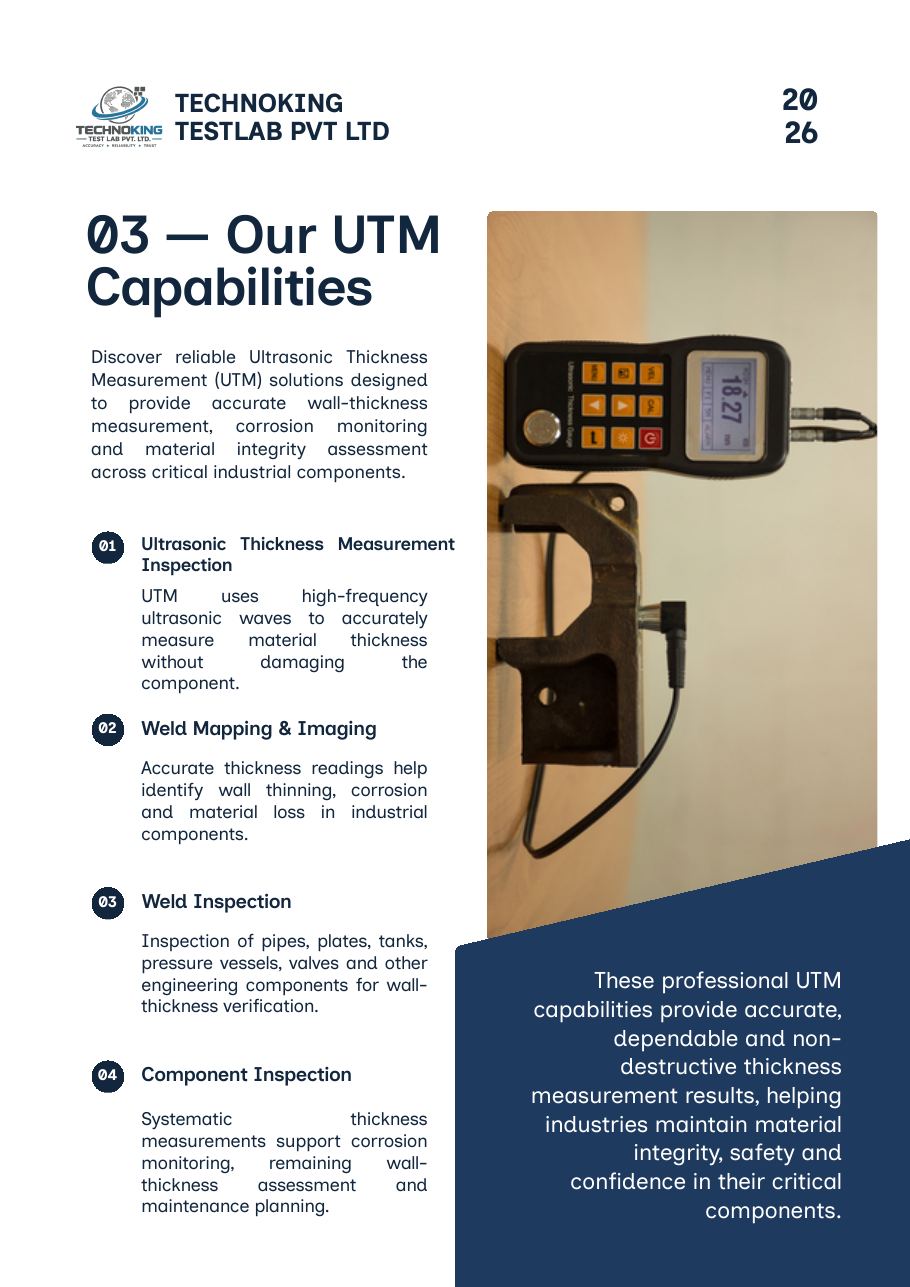 TECHNOKING
TEST LAB PVT. LTD.
ACCURACY • RELIABILITY • TRUST
TECHNOKING
TESTLAB PVT LTD
20
26
03 — Our UTM
Capabilities
Discover reliable Ultrasonic Thickness
Measurement (UTM) solutions designed
to provide accurate wall-thickness
measurement, corrosion monitoring
and material integrity assessment
across critical industrial components.
01
Ultrasonic Thickness Measurement
Inspection
UTM uses high-frequency
ultrasonic waves to accurately
measure material thickness
without damaging the
component.
02
Weld Mapping & Imaging
Accurate thickness readings help
identify wall thinning, corrosion
and material loss in industrial
components.
03
Weld Inspection
Inspection of pipes, plates, tanks,
pressure vessels, valves and other
engineering components for wall-
thickness verification.
04
Component Inspection
Systematic thickness
measurements support corrosion
monitoring, remaining wall-
thickness assessment and
maintenance planning.
18.27
mm
VEL
CAL
MENU
Ultrasonic Thickness Gauge
These professional UTM
capabilities provide accurate,
dependable and non-
destructive thickness
measurement results, helping
industries maintain material
integrity, safety and
confidence in their critical
components.